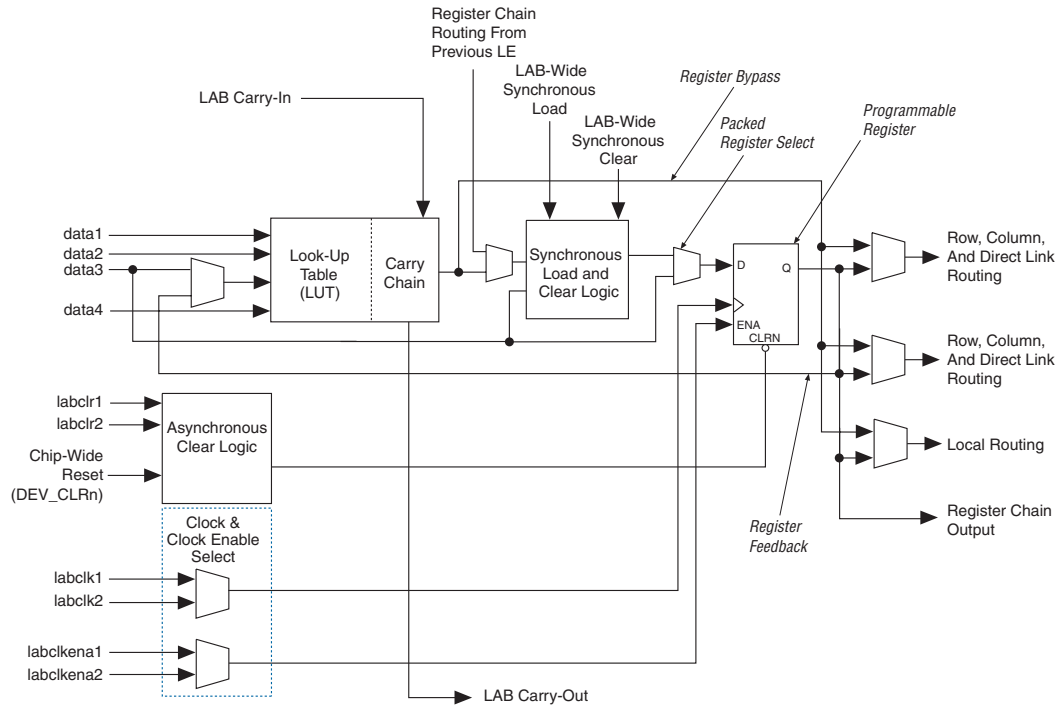 Register Chain
Routing From
Previous LE
LAB-Wide
Synchronous
Load
Register Bypass
LAB Carry-In
LAB-Wide
Synchronous
Clear
Packed
Register Select
Programmable
Register
data1
data2
data3
data4
Look-Up
Table
(LUT)
Carry
Chain
Synchronous
Load and
Clear Logic
D
Q
ENA
CLRN
Row, Column,
And Direct Link
Routing
Row, Column,
And Direct Link
Routing
labclr1
labclr2
Chip-Wide
Reset
(DEV_CLRn)
Asynchronous
Clear Logic
Local Routing
Register
Feedback
Register Chain
Output
Clock &
Clock Enable
Select
labclk1
labclk2
labclkena1
labclkena2
LAB Carry-Out